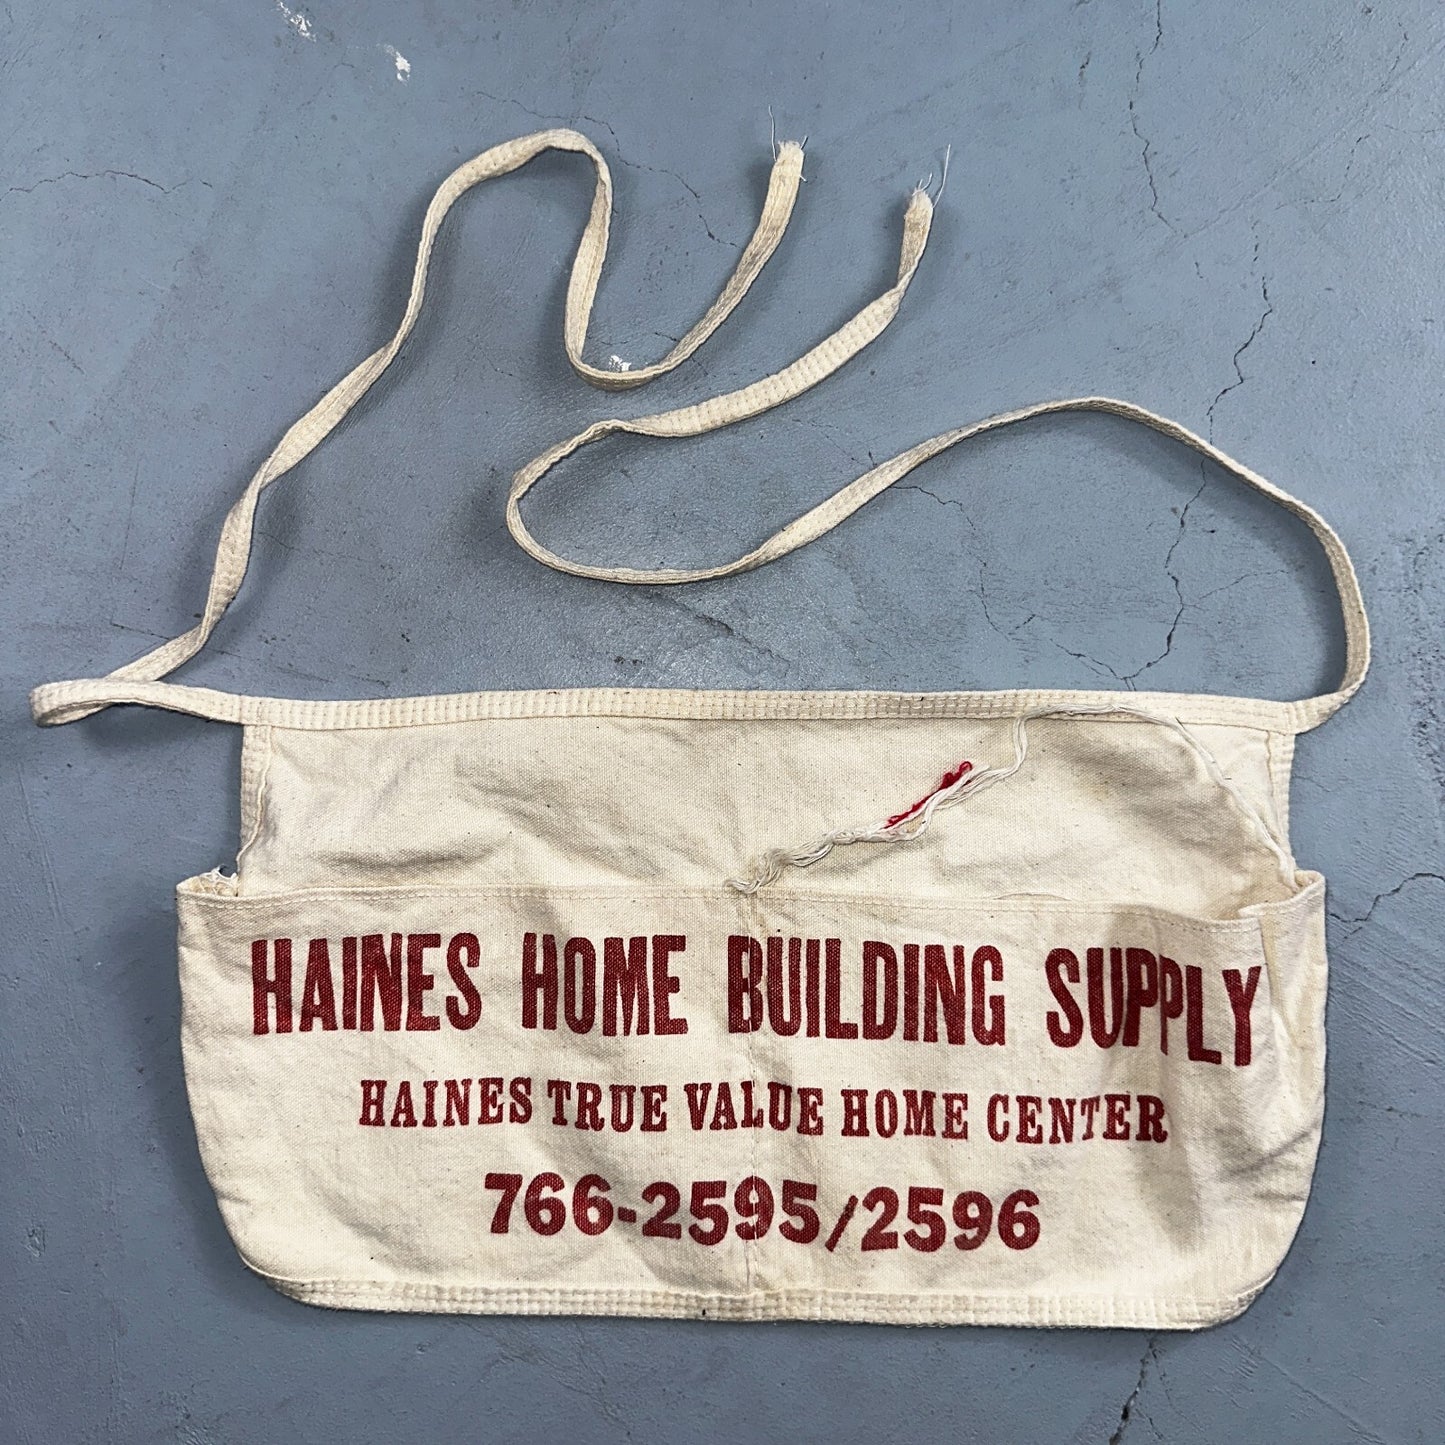 HAINES HOME BUILDING SUPPLY
HAINES TRUE VALUE HOME CENTER
766-2595/2596